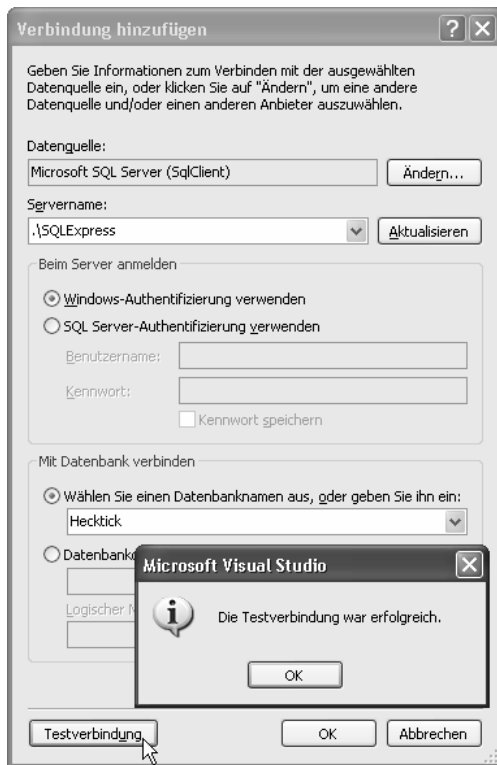 Verbindung hinzufügen
Geben Sie Informationen zum Verbinden mit der ausgewählten
Datenquelle ein, oder klicken Sie auf "Ändern", um eine andere
Datenquelle und/oder einen anderen Anbieter auszuwählen.
Datenquelle:
Microsoft SQL Server (SqlClient)
Ändern...
Servername:
.\SQLExpress
Aktualisieren
Beim Server anmelden
Windows-Authentifizierung verwenden
SQL Server-Authentifizierung verwenden
Benutzername:
Kennwort:
Kennwort speichern
Mit Datenbank verbinden
Wählen Sie einen Datenbanknamen aus, oder geben Sie ihn ein:
Hecktick
Logischer
Microsoft Visual Studio
Die Testverbindung war erfolgreich.
OK
Testverbindung
OK
Abbrechen